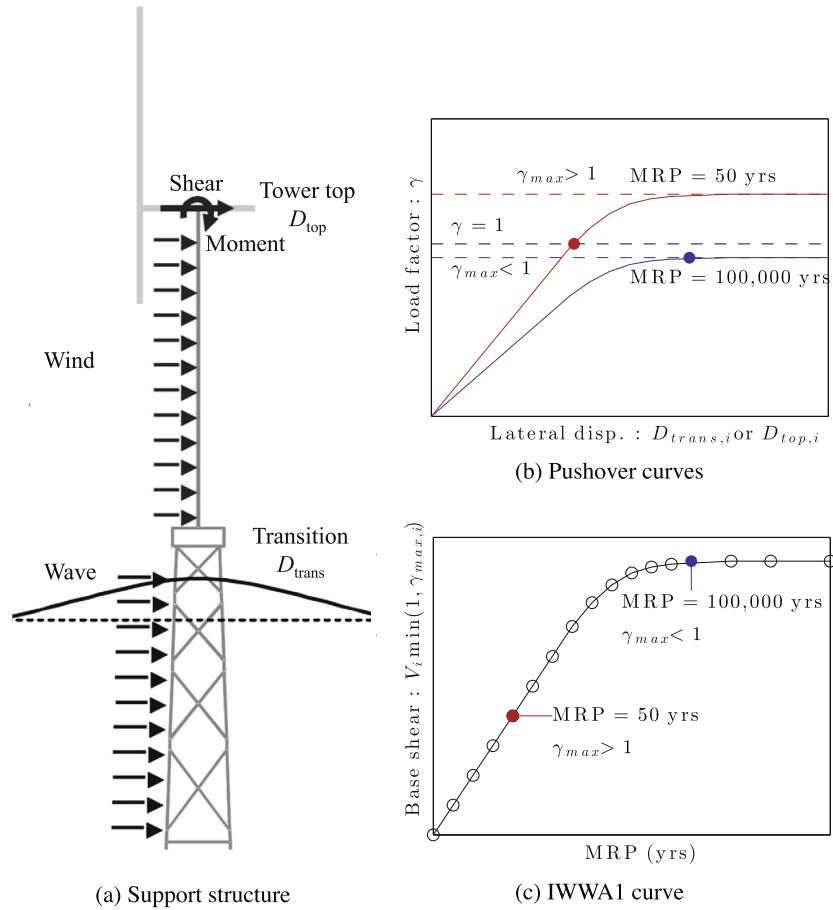 Shear
Tower top
D_top
Moment
Wind
Transition
D_trans
Wave
(a) Support structure
Load factor : γ
γ_max > 1
MRP = 50 yrs
γ = 1
γ_max < 1
MRP = 100,000 yrs
Lateral disp. : D_trans,i or D_top,i
(b) Pushover curves
Base shear : V_i min(1, γ_max,i)
MRP = 100,000 yrs
γ_max < 1
MRP = 50 yrs
γ_max > 1
MRP (yrs)
(c) IWWA1 curve